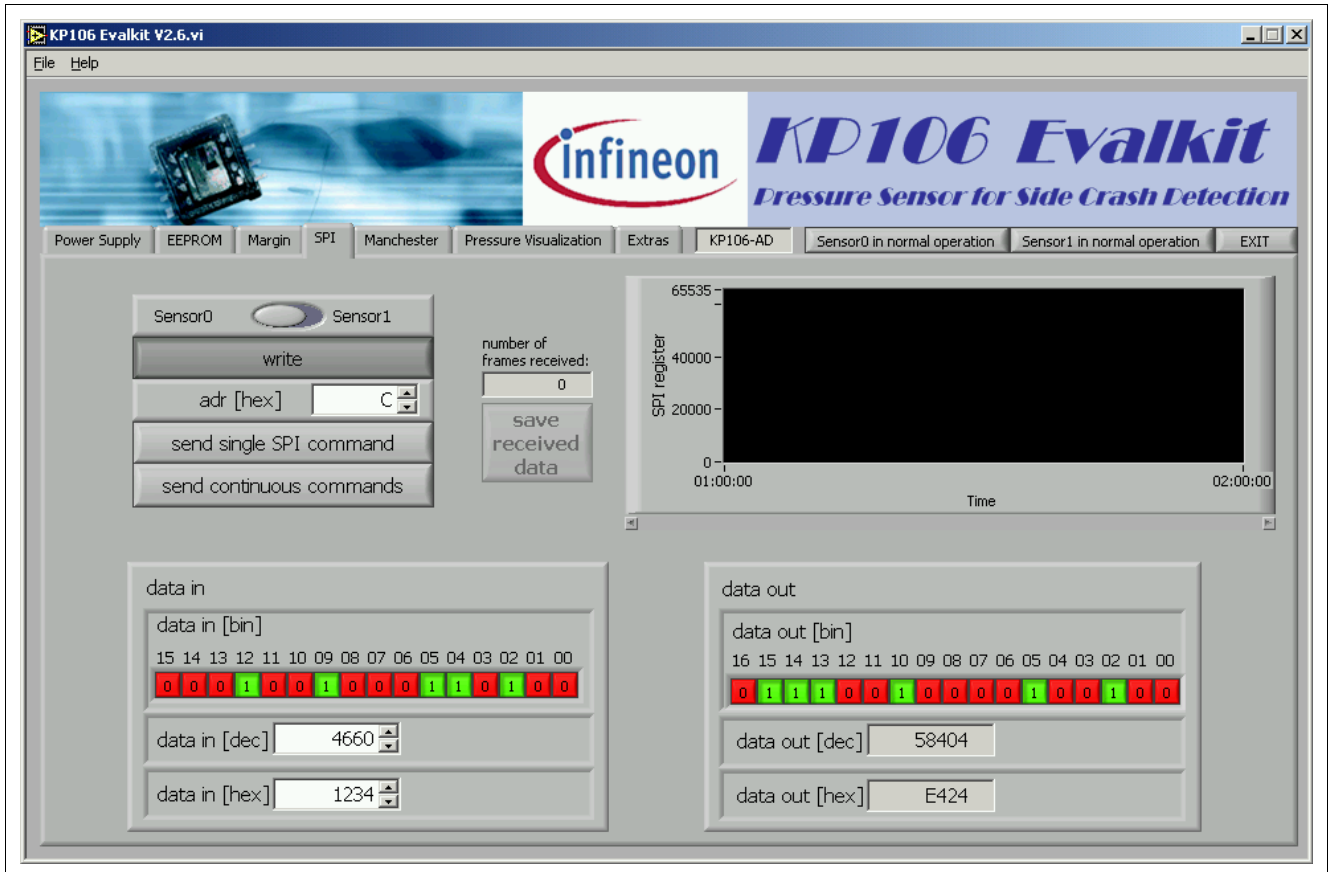 KP106 Evalkit V2.6.vi
File Help
infineon
KP106 Evalkit
Pressure Sensor for Side Crash Detection
Power Supply EEPROM Margin SPI Manchester Pressure Visualization Extras KP106-AD Sensor0 in normal operation Sensor1 in normal operation EXIT
Sensor0 Sensor1
write
adr [hex] C
send single SPI command
send continuous commands
number of
frames received:
0
save
received
data
SPI register
65535
40000
20000
0
01:00:00 02:00:00
Time
data in
data in [bin]
15 14 13 12 11 10 09 08 07 06 05 04 03 02 01 00
0 0 0 1 0 0 1 0 0 0 1 1 0 1 0 0
data in [dec] 4660
data in [hex] 1234
data out
data out [bin]
16 15 14 13 12 11 10 09 08 07 06 05 04 03 02 01 00
0 1 1 1 0 0 1 0 0 0 0 1 0 0 1 0 0
data out [dec] 58404
data out [hex] E424